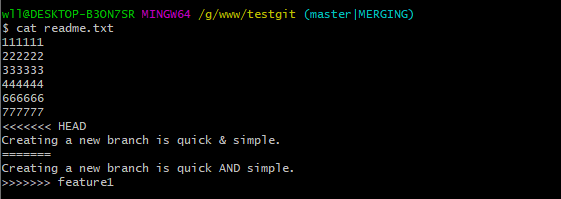 wll@DESKTOP-B3ON7SR MINGW64 /g/www/testgit (master|MERGING)
$ cat readme.txt
111111
222222
333333
444444
666666
777777
<<<<<<< HEAD
Creating a new branch is quick & simple.
=======
Creating a new branch is quick AND simple.
>>>>>>> feature1